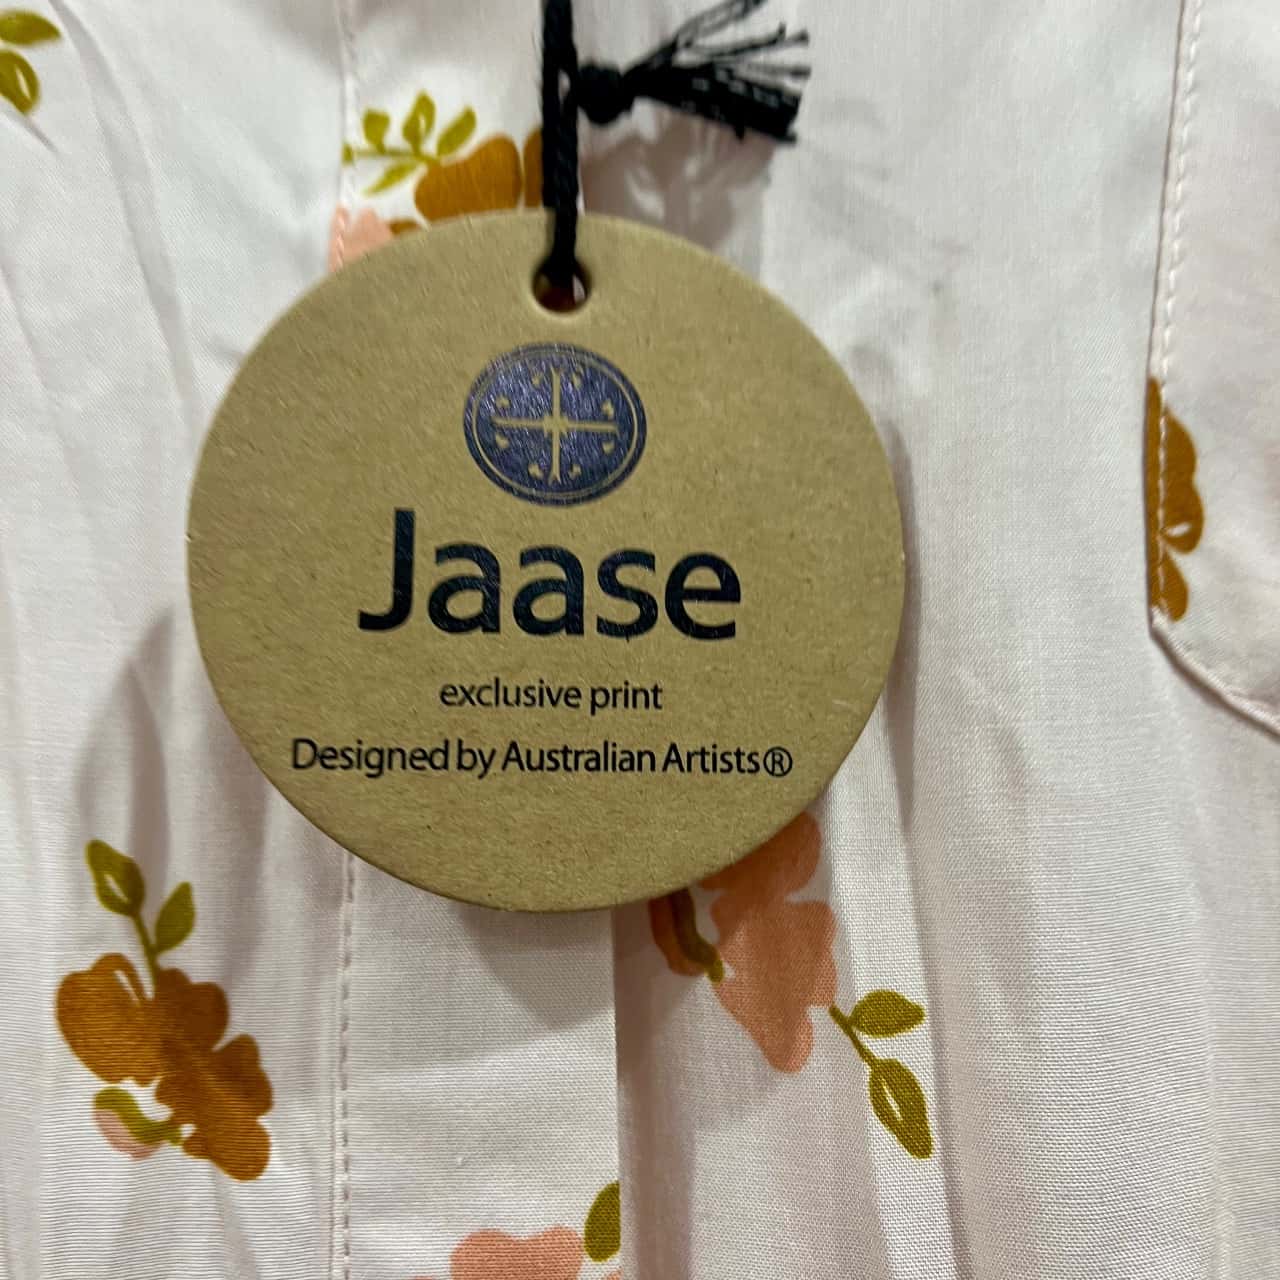 Jaase
exclusive print
Designed by Australian Artists®